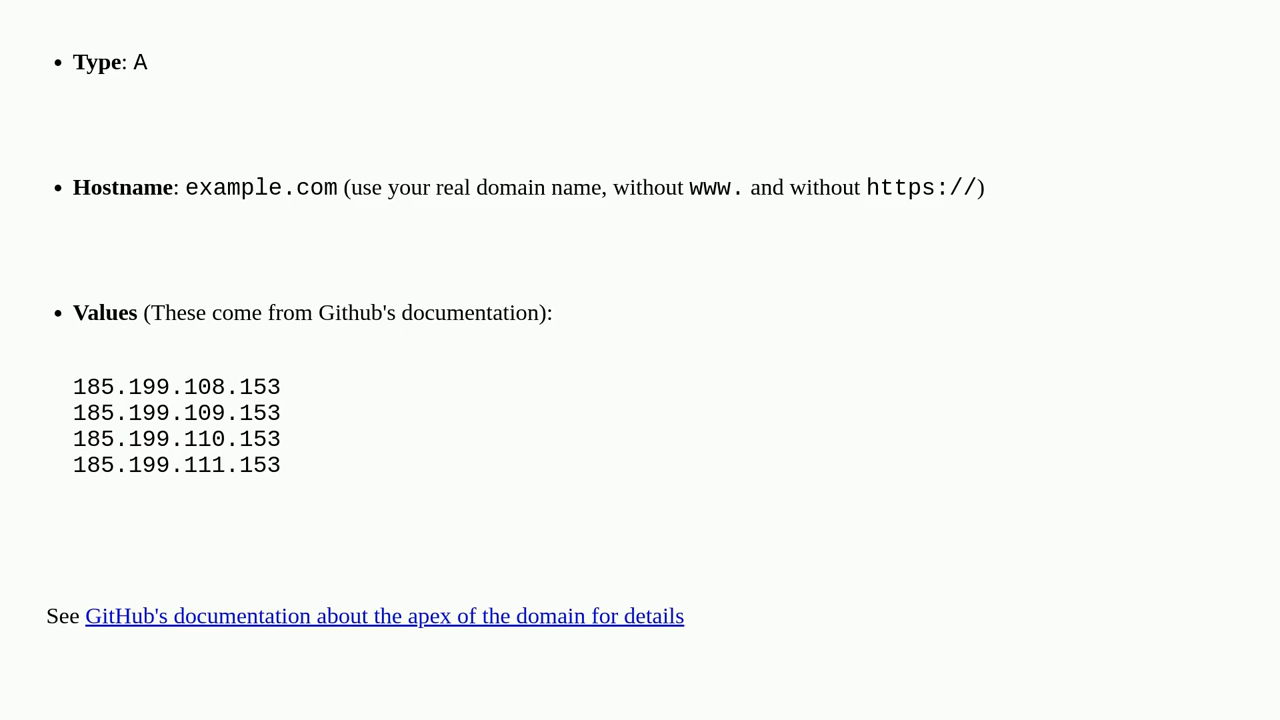 • Type: A
• Hostname: example.com (use your real domain name, without www. and without https://)
• Values (These come from Github's documentation):
185.199.108.153
185.199.109.153
185.199.110.153
185.199.111.153
See GitHub's documentation about the apex of the domain for details